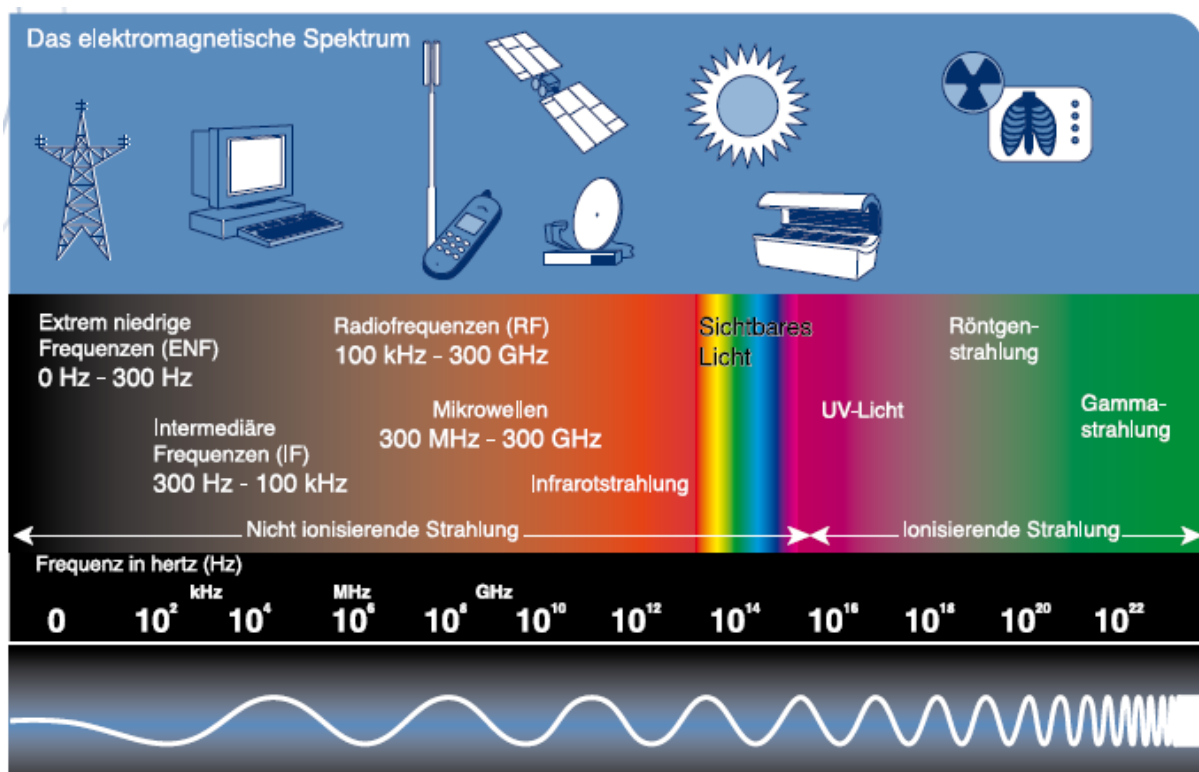 Das elektromagnetische Spektrum
Extrem niedrige
Frequenzen (ENF)
0 Hz - 300 Hz
Radiofrequenzen (RF)
100 kHz - 300 GHz
Sichtbares
Licht
Röntgen-
strahlung
Intermediäre
Frequenzen (IF)
300 Hz - 100 kHz
Mikrowellen
300 MHz - 300 GHz
Infrarotstrahlung
UV-Licht
Gamma-
strahlung
Nicht ionisierende Strahlung
Ionisierende Strahlung
Frequenz in hertz (Hz)
kHz MHz GHz
0 10² 10⁴ 10⁶ 10⁸ 10¹⁰ 10¹² 10¹⁴ 10¹⁶ 10¹⁸ 10²⁰ 10²²